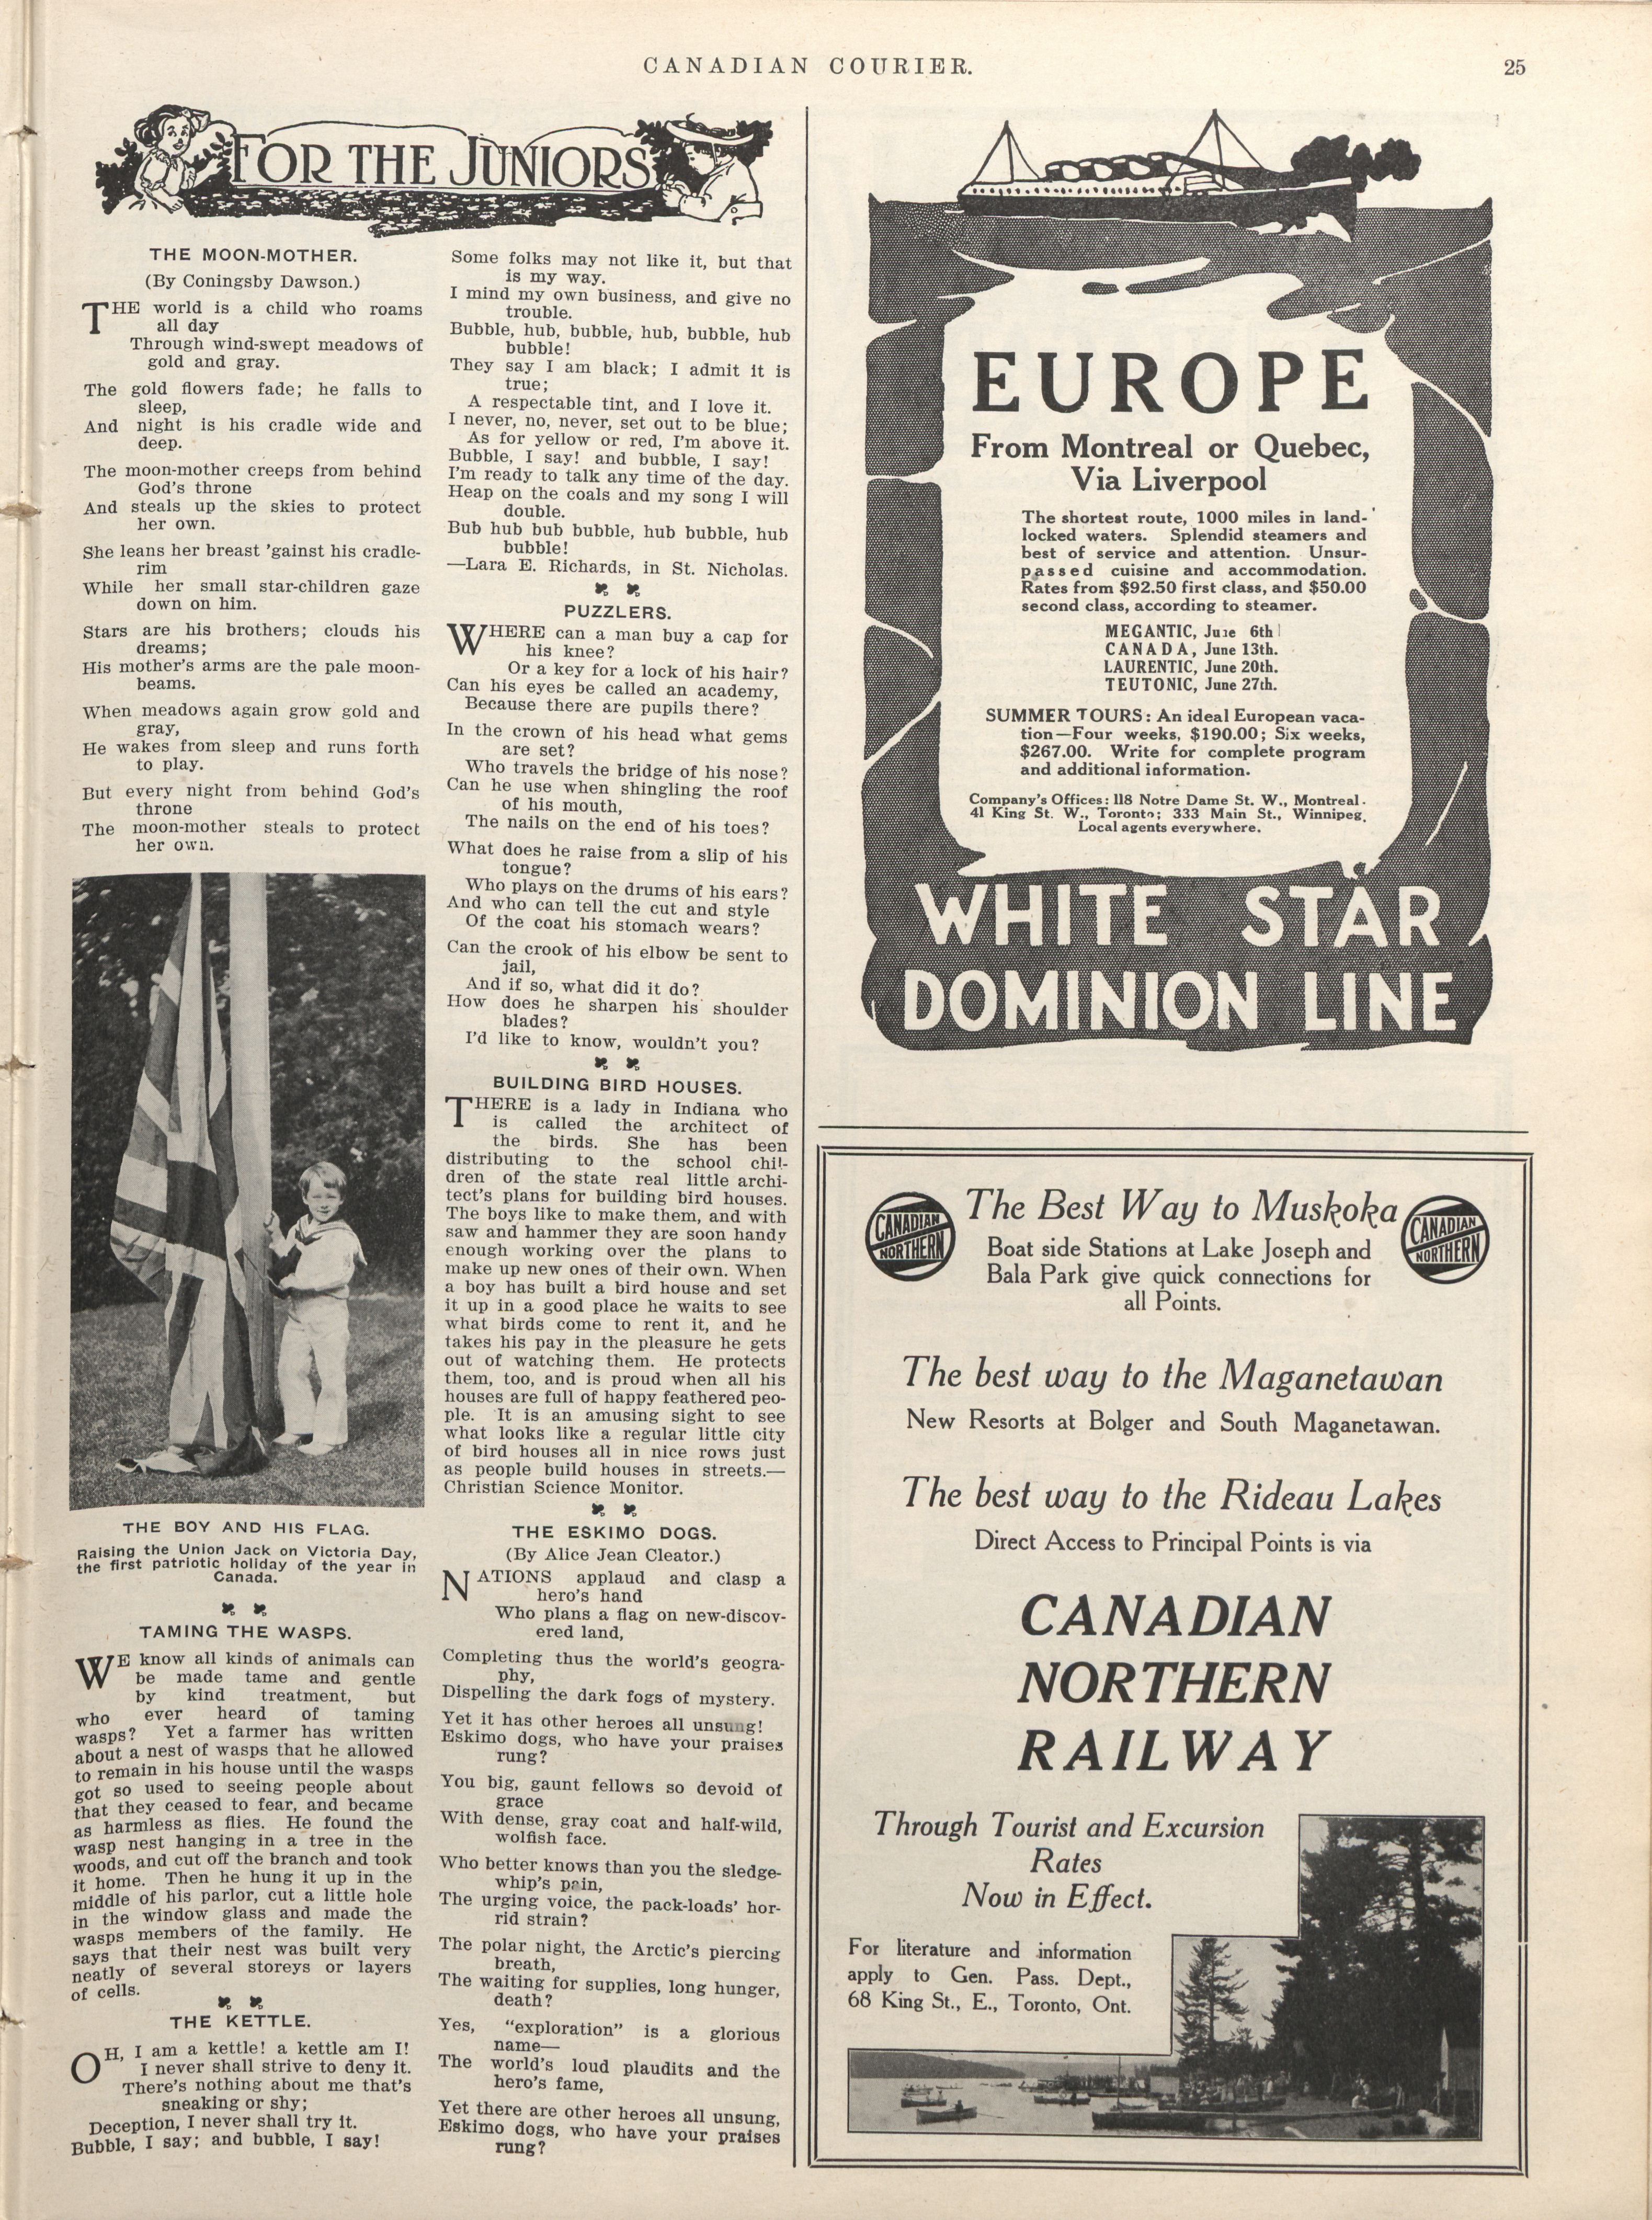 CANADIAN COURIER.
25
FOR THE JUNIORS
THE MOON-MOTHER.
(By Coningsby Dawson.)
THE world is a child who roams
all day
Through wind-swept meadows of
gold and gray.
The gold flowers fade; he falls to
sleep,
And night is his cradle wide and
deep.
The moon-mother creeps from behind
God's throne
And steals up the skies to protect
her own.
She leans her breast 'gainst his cradle-
rim
While her small star-children gaze
down on him.
Stars are his brothers; clouds his
dreams;
His mother's arms are the pale moon-
beams.
When meadows again grow gold and
gray,
He wakes from sleep and runs forth
to play.
But every night from behind God's
throne
The moon-mother steals to protect
her own.
THE BOY AND HIS FLAG.
Raising the Union Jack on Victoria Day,
the first patriotic holiday of the year in
Canada.
TAMING THE WASPS.
WE know all kinds of animals can
be made tame and gentle
by kind treatment, but
who ever heard of taming
wasps? Yet a farmer has written
about a nest of wasps that he allowed
to remain in his house until the wasps
got so used to seeing people about
that they ceased to fear, and became
as harmless as flies. He found the
wasp nest hanging in a tree in the
woods, and cut off the branch and took
it home. Then he hung it up in the
middle of his parlor, cut a little hole
in the window glass and made the
wasps members of the family. He
says that their nest was built very
neatly of several storeys or layers
of cells.
THE KETTLE.
OH, I am a kettle! a kettle am I!
I never shall strive to deny it.
There's nothing about me that's
sneaking or shy;
Deception, I never shall try it.
Bubble, I say; and bubble, I say!
Some folks may not like it, but that
is my way.
I mind my own business, and give no
trouble.
Bubble, hub, bubble, hub, bubble, hub
bubble!
They say I am black; I admit it is
true;
A respectable tint, and I love it.
I never, no, never, set out to be blue;
As for yellow or red, I'm above it.
Bubble, I say! and bubble, I say!
I'm ready to talk any time of the day.
Heap on the coals and my song I will
double.
Bub hub bub bubble, hub bubble, hub
bubble!
—Lara E. Richards, in St. Nicholas.
PUZZLERS.
WHERE can a man buy a cap for
his knee?
Or a key for a lock of his hair?
Can his eyes be called an academy,
Because there are pupils there?
In the crown of his head what gems
are set?
Who travels the bridge of his nose?
Can he use when shingling the roof
of his mouth,
The nails on the end of his toes?
What does he raise from a slip of his
tongue?
Who plays on the drums of his ears?
And who can tell the cut and style
Of the coat his stomach wears?
Can the crook of his elbow be sent to
jail,
And if so, what did it do?
How does he sharpen his shoulder
blades?
I'd like to know, wouldn't you?
BUILDING BIRD HOUSES.
THERE is a lady in Indiana who
is called the architect of
the birds. She has been
distributing to the school chil-
dren of the state real little archi-
tect's plans for building bird houses.
The boys like to make them, and with
saw and hammer they are soon handy
enough working over the plans to
make up new ones of their own. When
a boy has built a bird house and set
it up in a good place he waits to see
what birds come to rent it, and he
takes his pay in the pleasure he gets
out of watching them. He protects
them, too, and is proud when all his
houses are full of happy feathered peo-
ple. It is an amusing sight to see
what looks like a regular little city
of bird houses all in nice rows just
as people build houses in streets.—
Christian Science Monitor.
THE ESKIMO DOGS.
(By Alice Jean Cleator.)
NATIONS applaud and clasp a
hero's hand
Who plans a flag on new-discov-
ered land,
Completing thus the world's geogra-
phy,
Dispelling the dark fogs of mystery.
Yet it has other heroes all unsung!
Eskimo dogs, who have your praises
rung?
You big, gaunt fellows so devoid of
grace
With dense, gray coat and half-wild,
wolfish face.
Who better knows than you the sledge-
whip's pain,
The urging voice, the pack-loads' hor-
rid strain?
The polar night, the Arctic's piercing
breath,
The waiting for supplies, long hunger,
death?
Yes, "exploration" is a glorious
name—
The world's loud plaudits and the
hero's fame,
Yet there are other heroes all unsung,
Eskimo dogs, who have your praises
rung?
EUROPE
From Montreal or Quebec,
Via Liverpool
The shortest route, 1000 miles in land-
locked waters. Splendid steamers and
best of service and attention. Unsur-
passed cuisine and accommodation.
Rates from $92.50 first class, and $50.00
second class, according to steamer.
MEGANTIC, June 6th
CANADA, June 13th.
LAURENTIC, June 20th.
TEUTONIC, June 27th.
SUMMER TOURS: An ideal European vaca-
tion—Four weeks, $190.00; Six weeks,
$267.00. Write for complete program
and additional information.
Company's Offices: 118 Notre Dame St. W., Montreal.
41 King St. W., Toronto; 333 Main St., Winnipeg.
Local agents everywhere.
WHITE STAR
DOMINION LINE
CANADIAN
NORTHERN
The Best Way to Muskoka
CANADIAN
NORTHERN
Boat side Stations at Lake Joseph and
Bala Park give quick connections for
all Points.
The best way to the Maganetawan
New Resorts at Bolger and South Maganetawan.
The best way to the Rideau Lakes
Direct Access to Principal Points is via
CANADIAN
NORTHERN
RAILWAY
Through Tourist and Excursion
Rates
Now in Effect.
For literature and information
apply to Gen. Pass. Dept.,
68 King St., E., Toronto, Ont.